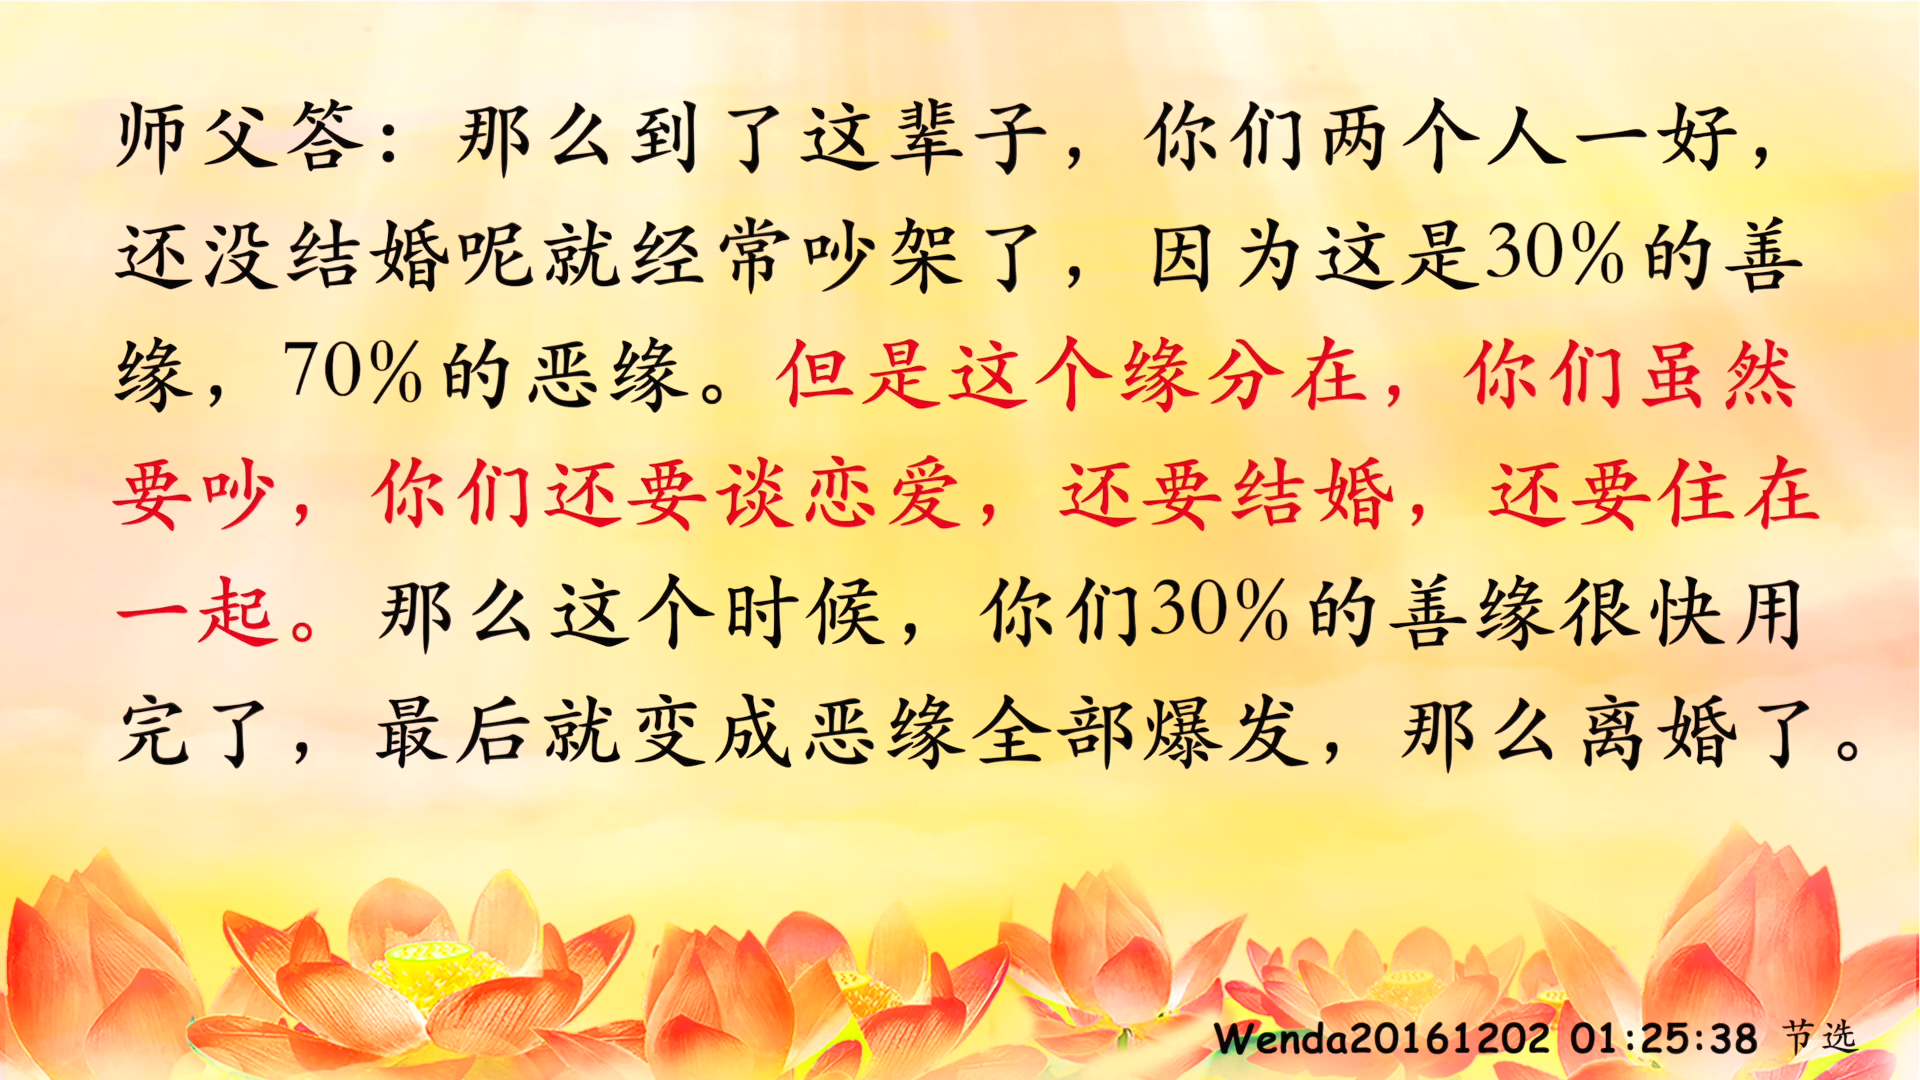 师父答：那么到了这辈子，你们两个人一好，
还没结婚呢就经常吵架了，因为这是30%的善
缘，70%的恶缘。但是这个缘分在，你们虽然
要吵，你们还要谈恋爱，还要结婚，还要住在
一起。那么这个时候，你们30%的善缘很快用
完了，最后就变成恶缘全部爆发，那么离婚了。
Wenda20161202 01:25:38 节选